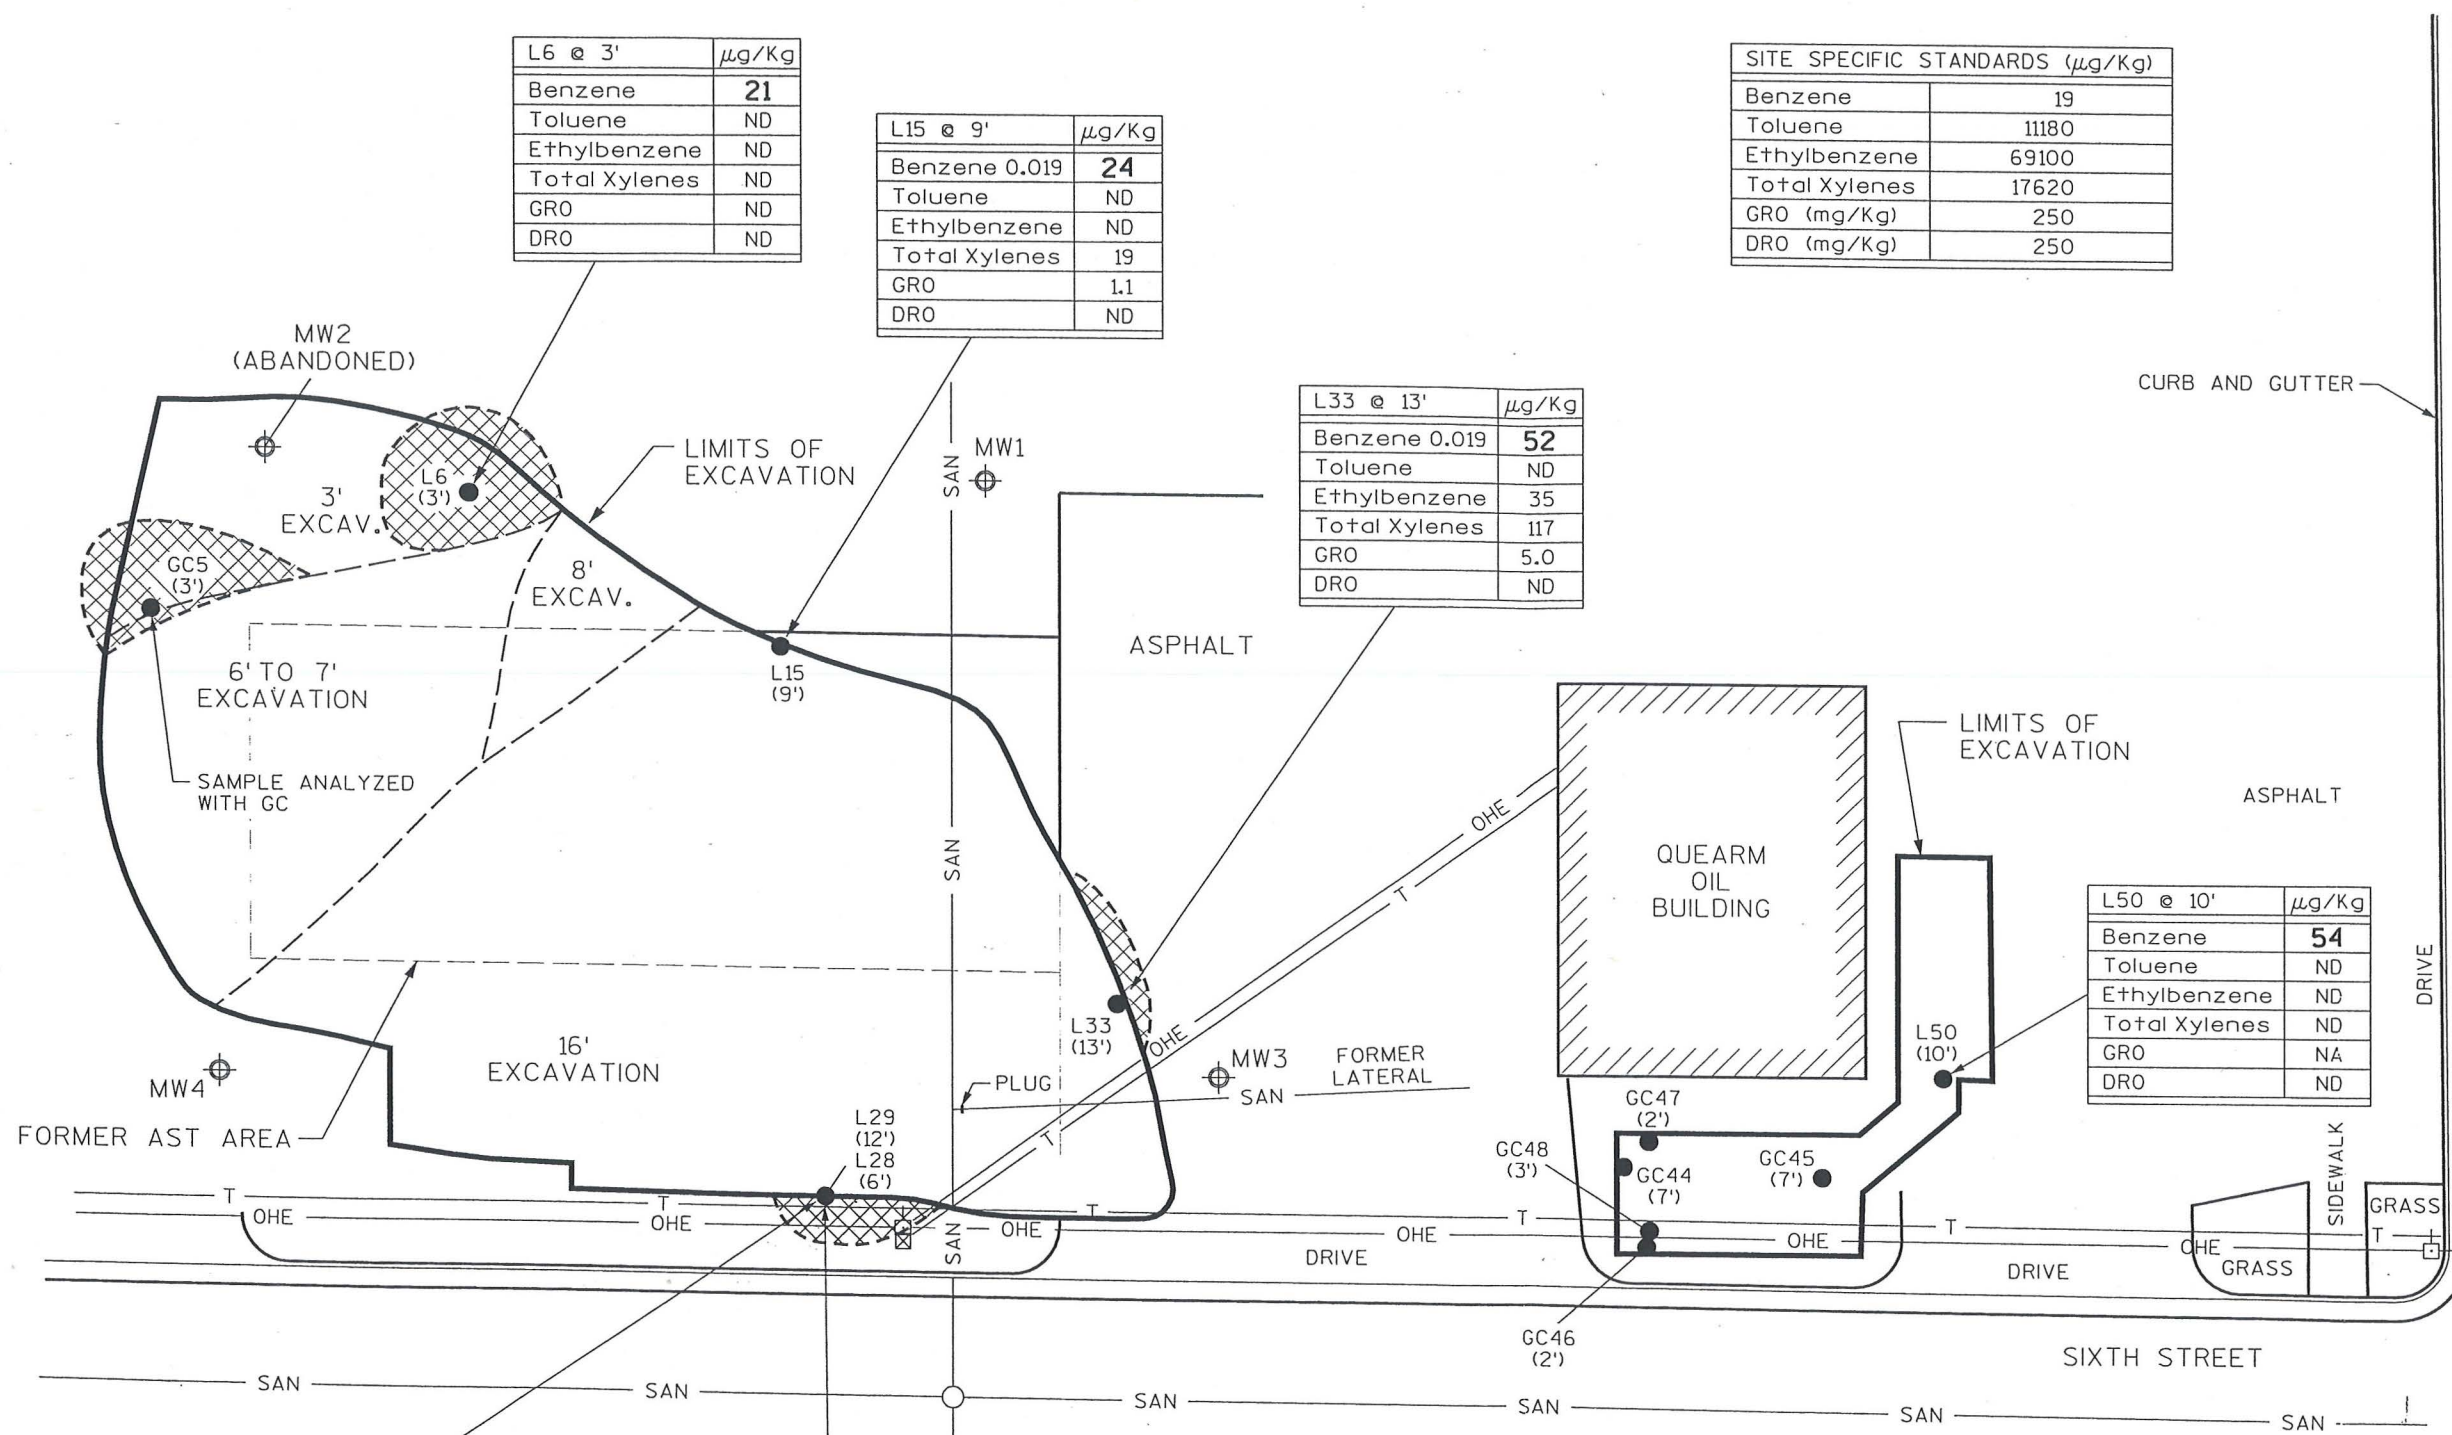 L6 @ 3' µg/Kg
Benzene 21
Toluene ND
Ethylbenzene ND
Total Xylenes ND
GRO ND
DRO ND
L15 @ 9' µg/Kg
Benzene 0.019 24
Toluene ND
Ethylbenzene ND
Total Xylenes 19
GRO 1.1
DRO ND
SITE SPECIFIC STANDARDS (µg/Kg)
Benzene 19
Toluene 11180
Ethylbenzene 69100
Total Xylenes 17620
GRO (mg/Kg) 250
DRO (mg/Kg) 250
MW2
(ABANDONED)
CURB AND GUTTER
L33 @ 13' µg/Kg
Benzene 0.019 52
Toluene ND
Ethylbenzene 35
Total Xylenes 117
GRO 5.0
DRO ND
LIMITS OF
EXCAVATION
SAN
MW1
L6
(3')
3'
EXCAV.
GC5
(3')
8'
EXCAV.
ASPHALT
L15
(9')
6' TO 7'
EXCAVATION
SAMPLE ANALYZED
WITH GC
LIMITS OF
EXCAVATION
ASPHALT
OHE
T
SAN
QUEARM
OIL
BUILDING
L50 @ 10' µg/Kg
Benzene 54
Toluene ND
Ethylbenzene ND
Total Xylenes ND
GRO NA
DRO ND
DRIVE
L33
(13')
OHE
L50
(10')
16'
EXCAVATION
MW4
MW3
FORMER
LATERAL
PLUG
SAN
FORMER AST AREA
T
L29
(12')
L28
(6')
GC47
(2')
GC48
(3')
GC44
(7')
GC45
(7')
SIDEWALK
GRASS
T
T
T
T
T
T
OHE
OHE
SAN
OHE
OHE
OHE
OHE
DRIVE
DRIVE
GRASS
GC46
(2')
SIXTH STREET
SAN
SAN
SAN
SAN
SAN
SAN